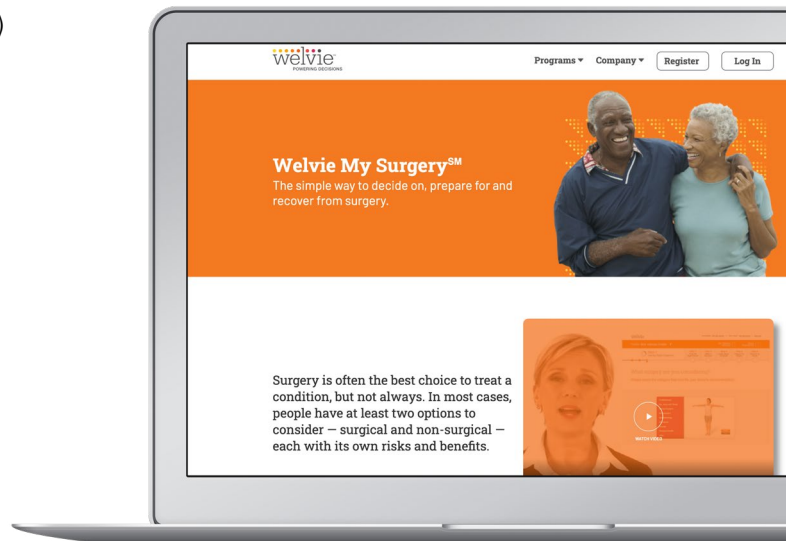 )
welvie
POWERING DECISIONS
Programs Company Register Log In
Welvie My Surgery℠
The simple way to decide on, prepare for and
recover from surgery.
Surgery is often the best choice to treat a
condition, but not always. In most cases,
people have at least two options to
consider — surgical and non-surgical —
each with its own risks and benefits.
WATCH VIDEO